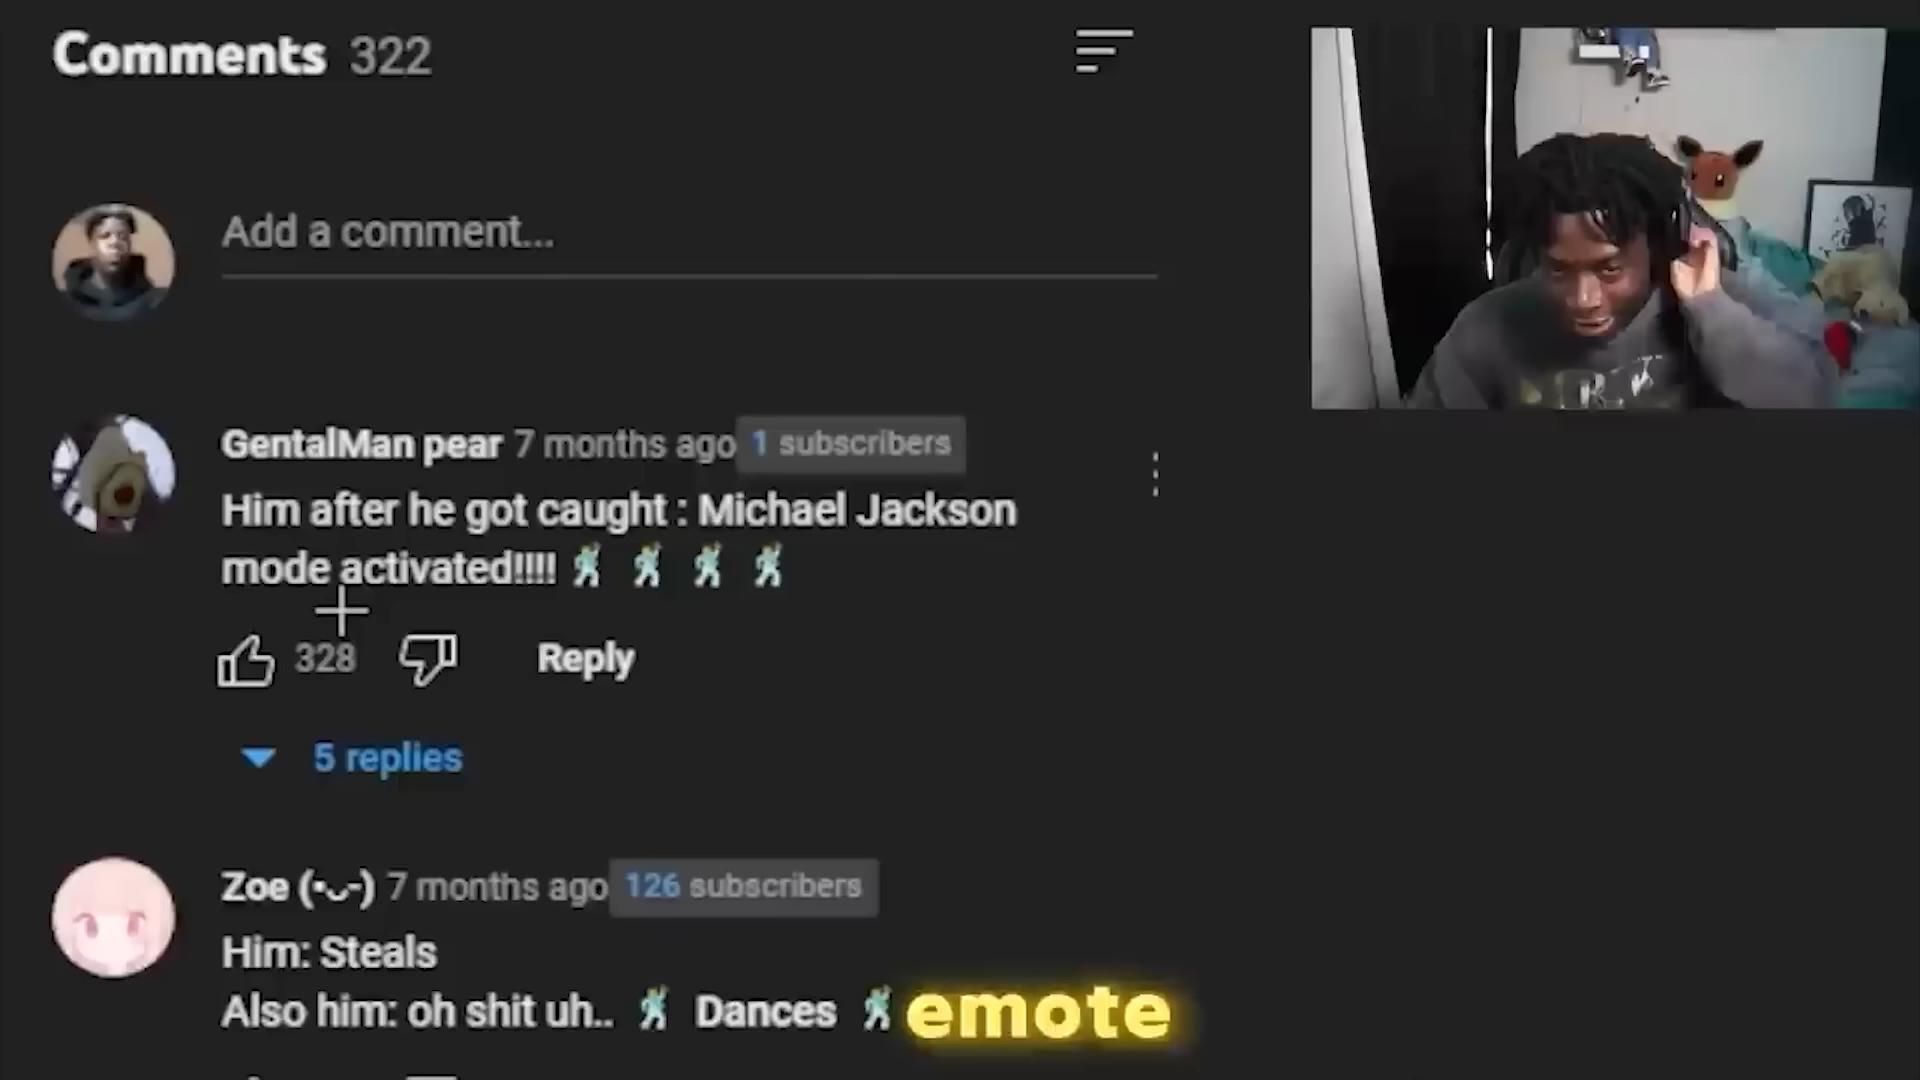 Comments 322
Add a comment...
GentalMan pear 7 months ago 1 subscribers
Him after he got caught : Michael Jackson
mode activated!!!! 🕺 🕺 🕺 🕺
328 Reply
5 replies
Zoe (•ᴗ-) 7 months ago 126 subscribers
Him: Steals
Also him: oh shit uh.. 🕺 Dances 🕺 emote